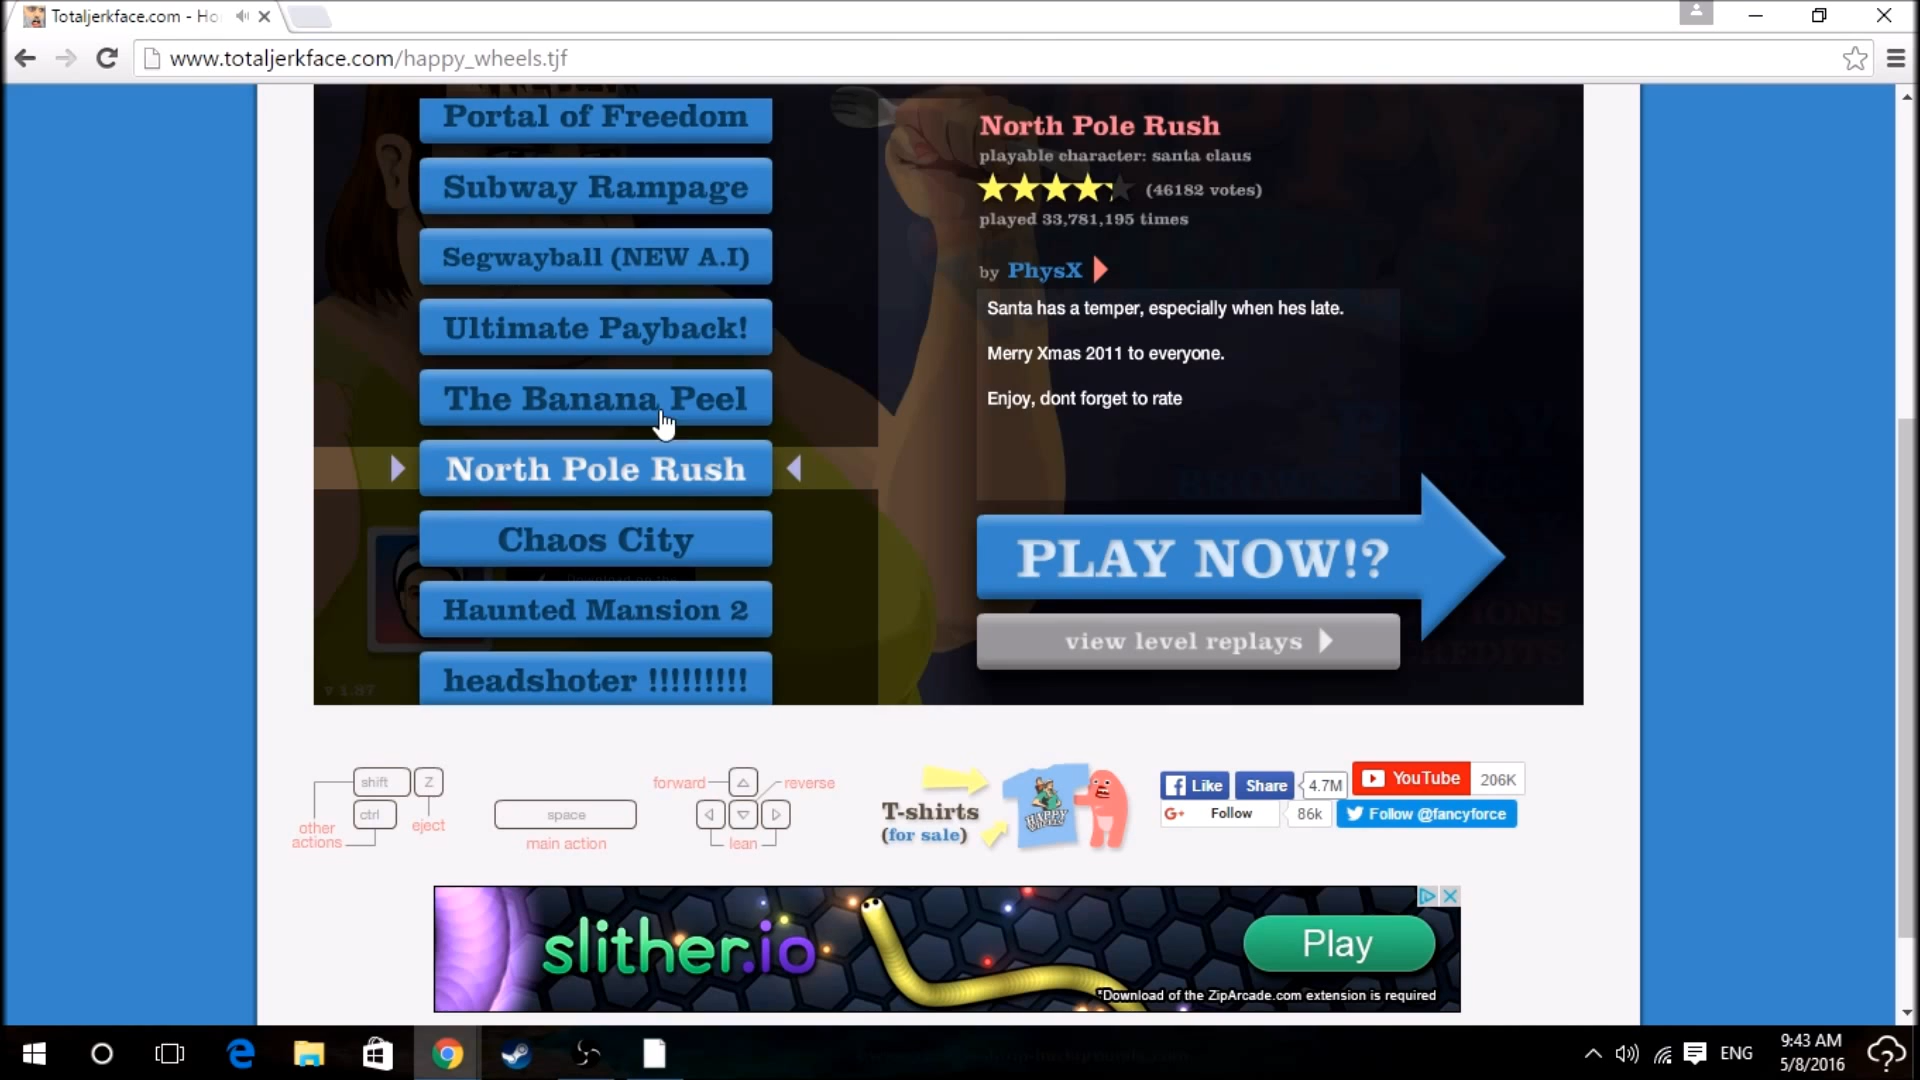 Totaljerkface.com - Ho
www.totaljerkface.com/happy_wheels.tjf
Portal of Freedom
Subway Rampage
Segwayball (NEW A.I)
Ultimate Payback!
The Banana Peel
North Pole Rush
Chaos City
Haunted Mansion 2
headshoter !!!!!!!!!
v 1.87
North Pole Rush
playable character: santa claus
(46182 votes)
played 33,781,195 times
by PhysX
Santa has a temper, especially when hes late.
Merry Xmas 2011 to everyone.
Enjoy, dont forget to rate
PLAY NOW!?
view level replays
shift
Z
ctrl
other
actions
eject
space
main action
forward
reverse
lean
T-shirts
(for sale)
HAPPY
WHEELS
Like
Share
4.7M
YouTube
206K
G+ Follow
86k
Follow @fancyforce
slither.io
Play
*Download of the ZipArcade.com extension is required
ENG
9:43 AM
5/8/2016